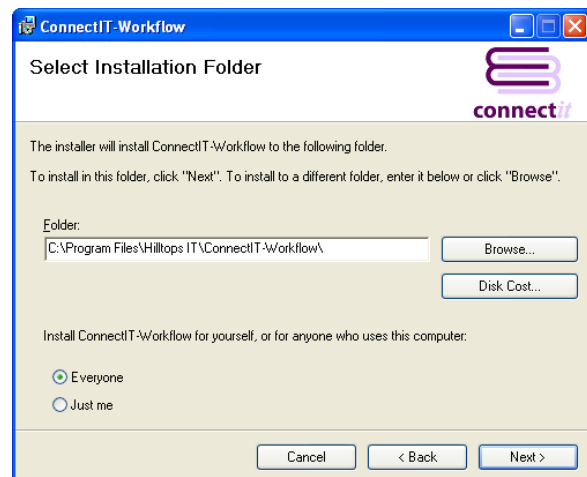 ConnectIT-Workflow
Select Installation Folder
connectit
The installer will install ConnectIT-Workflow to the following folder.
To install in this folder, click "Next". To install to a different folder, enter it below or click "Browse".
Folder:
C:\Program Files\Hilltops IT\ConnectIT-Workflow\
Browse...
Disk Cost...
Install ConnectIT-Workflow for yourself, or for anyone who uses this computer:
Everyone
Just me
Cancel
< Back
Next >